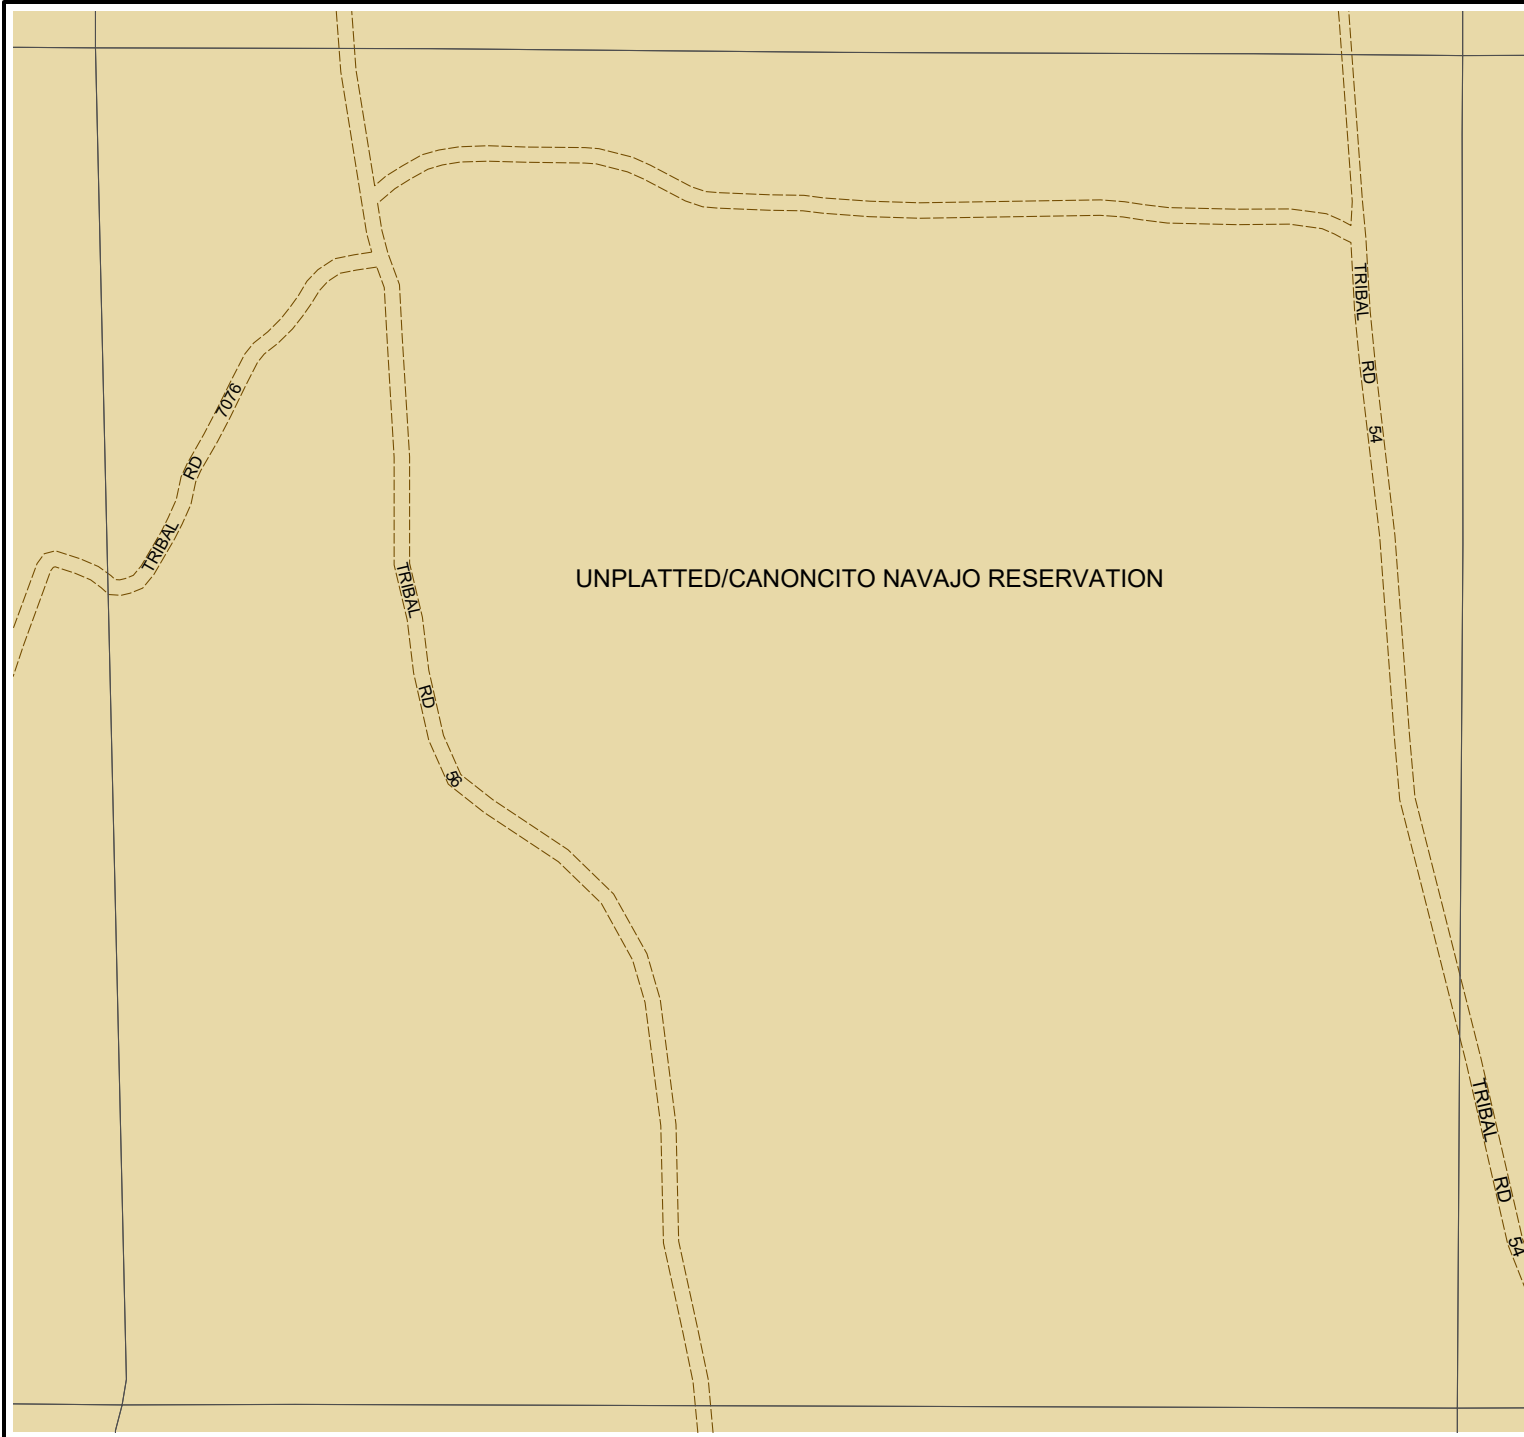 TRIBAL RD 54
TRIBAL RD 7076
TRIBAL RD 56
UNPLATTED/CANONCITO NAVAJO RESERVATION
TRIBAL RD 54